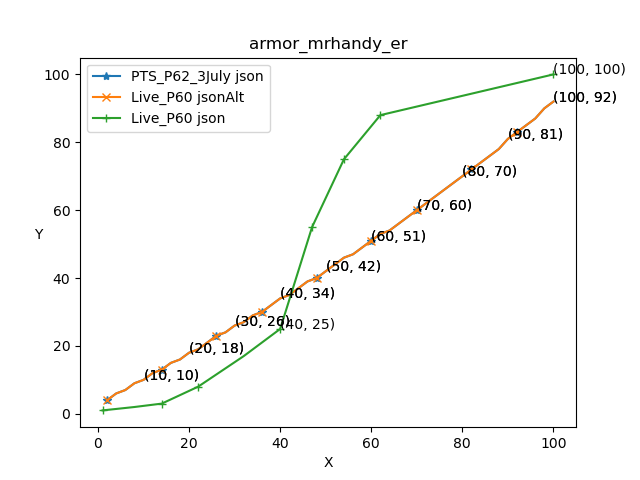 armor_mrhandy_er
PTS_P62_3July json
Live_P60 jsonAlt
Live_P60 json
(100, 100)
(100, 92)
(90, 81)
(80, 70)
(70, 60)
(60, 51)
(50, 42)
(40, 34)
(30, 26)
(40, 25)
(20, 18)
(10, 10)
100
80
60
40
20
0
Y
0 20 40 60 80 100
X